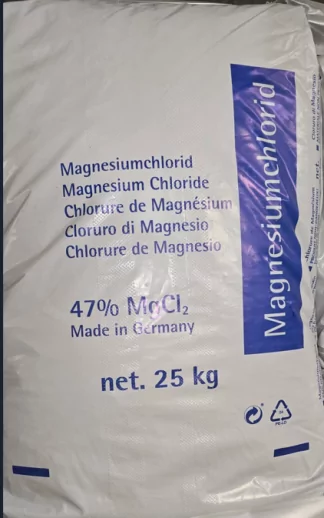 Magnesiumchlorid
Magnesium Chloride
Chlorure de Magnésium
Cloruro di Magnesio
Chlorure de Magnesio
47% MgCl₂
Made in Germany
net. 25 kg
Magnesiumchlorid